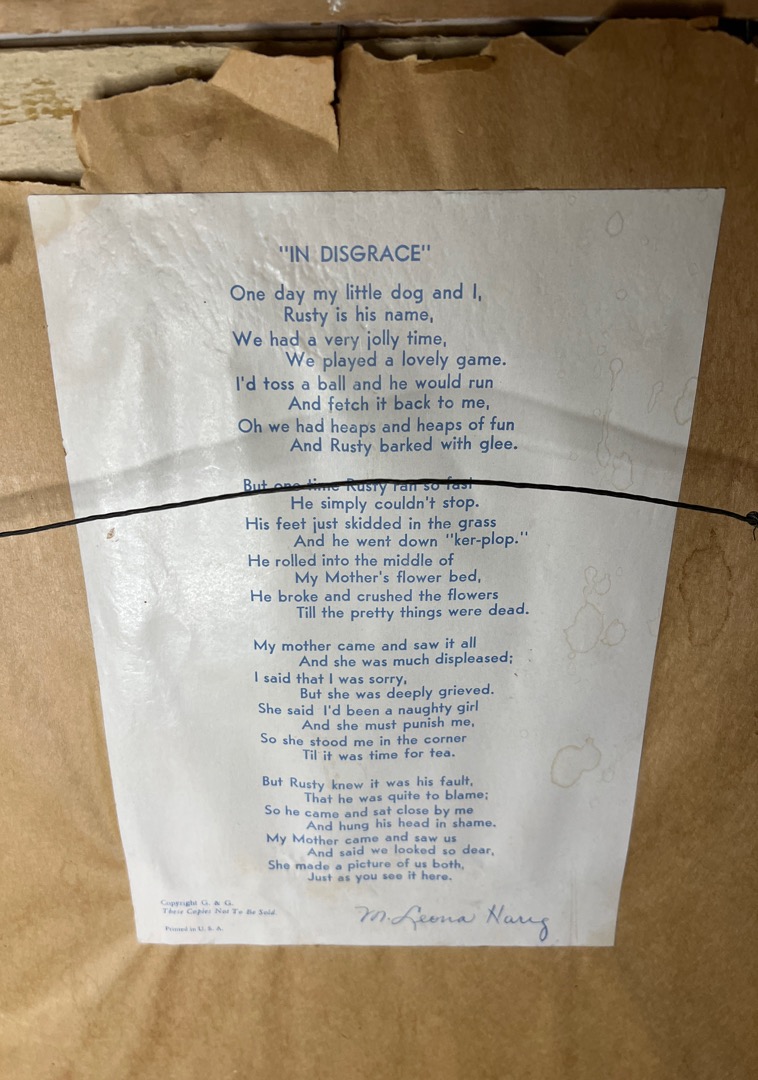 "IN DISGRACE"
One day my little dog and I,
Rusty is his name,
We had a very jolly time,
We played a lovely game.
I'd toss a ball and he would run
And fetch it back to me,
Oh we had heaps and heaps of fun
And Rusty barked with glee.
But one time Rusty ran so fast
He simply couldn't stop.
His feet just skidded in the grass
And he went down "ker-plop."
He rolled into the middle of
My Mother's flower bed,
He broke and crushed the flowers
Till the pretty things were dead.
My mother came and saw it all
And she was much displeased;
I said that I was sorry,
But she was deeply grieved.
She said I'd been a naughty girl
And she must punish me,
So she stood me in the corner
Til it was time for tea.
But Rusty knew it was his fault,
That he was quite to blame;
So he came and sat close by me
And hung his head in shame.
My Mother came and saw us
And said we looked so dear,
She made a picture of us both,
Just as you see it here.
Copyright G. & G.
These Copies Not To Be Sold
Printed in U. S. A.
M. Leona Harig